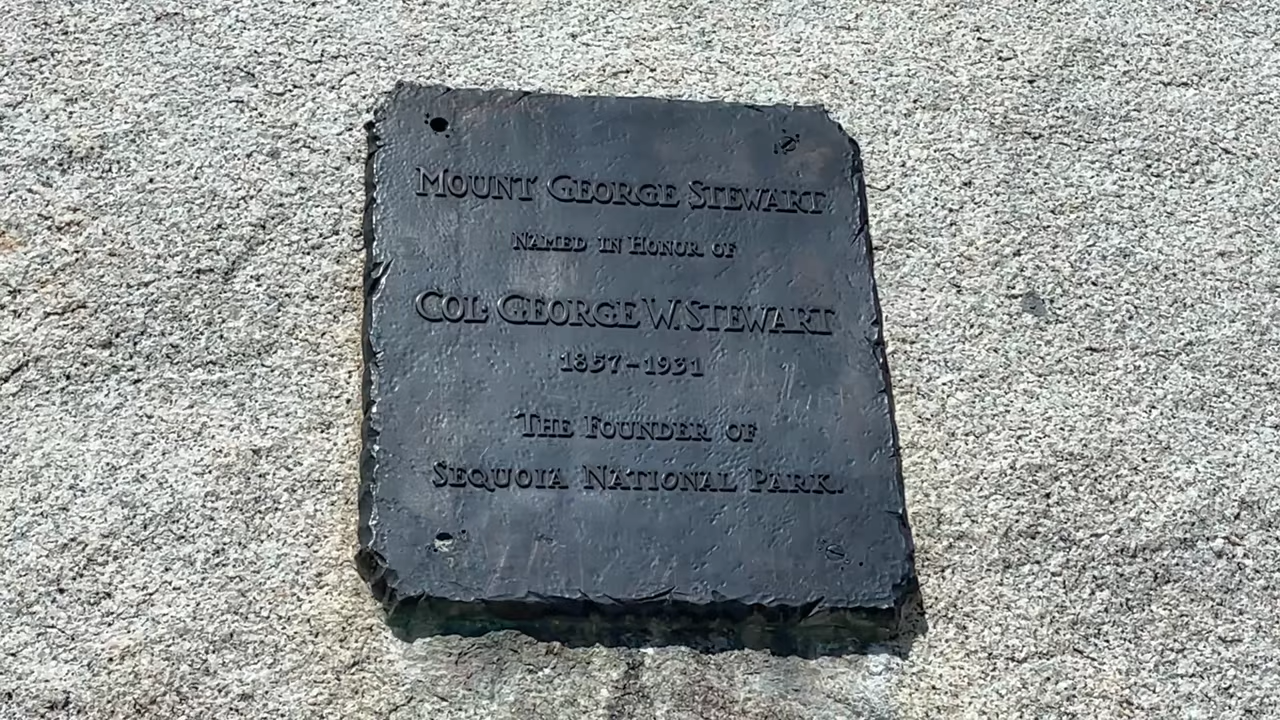 MOUNT GEORGE STEWART
NAMED IN HONOR OF
COL. GEORGE W. STEWART
1857-1931
THE FOUNDER OF
SEQUOIA NATIONAL PARK.